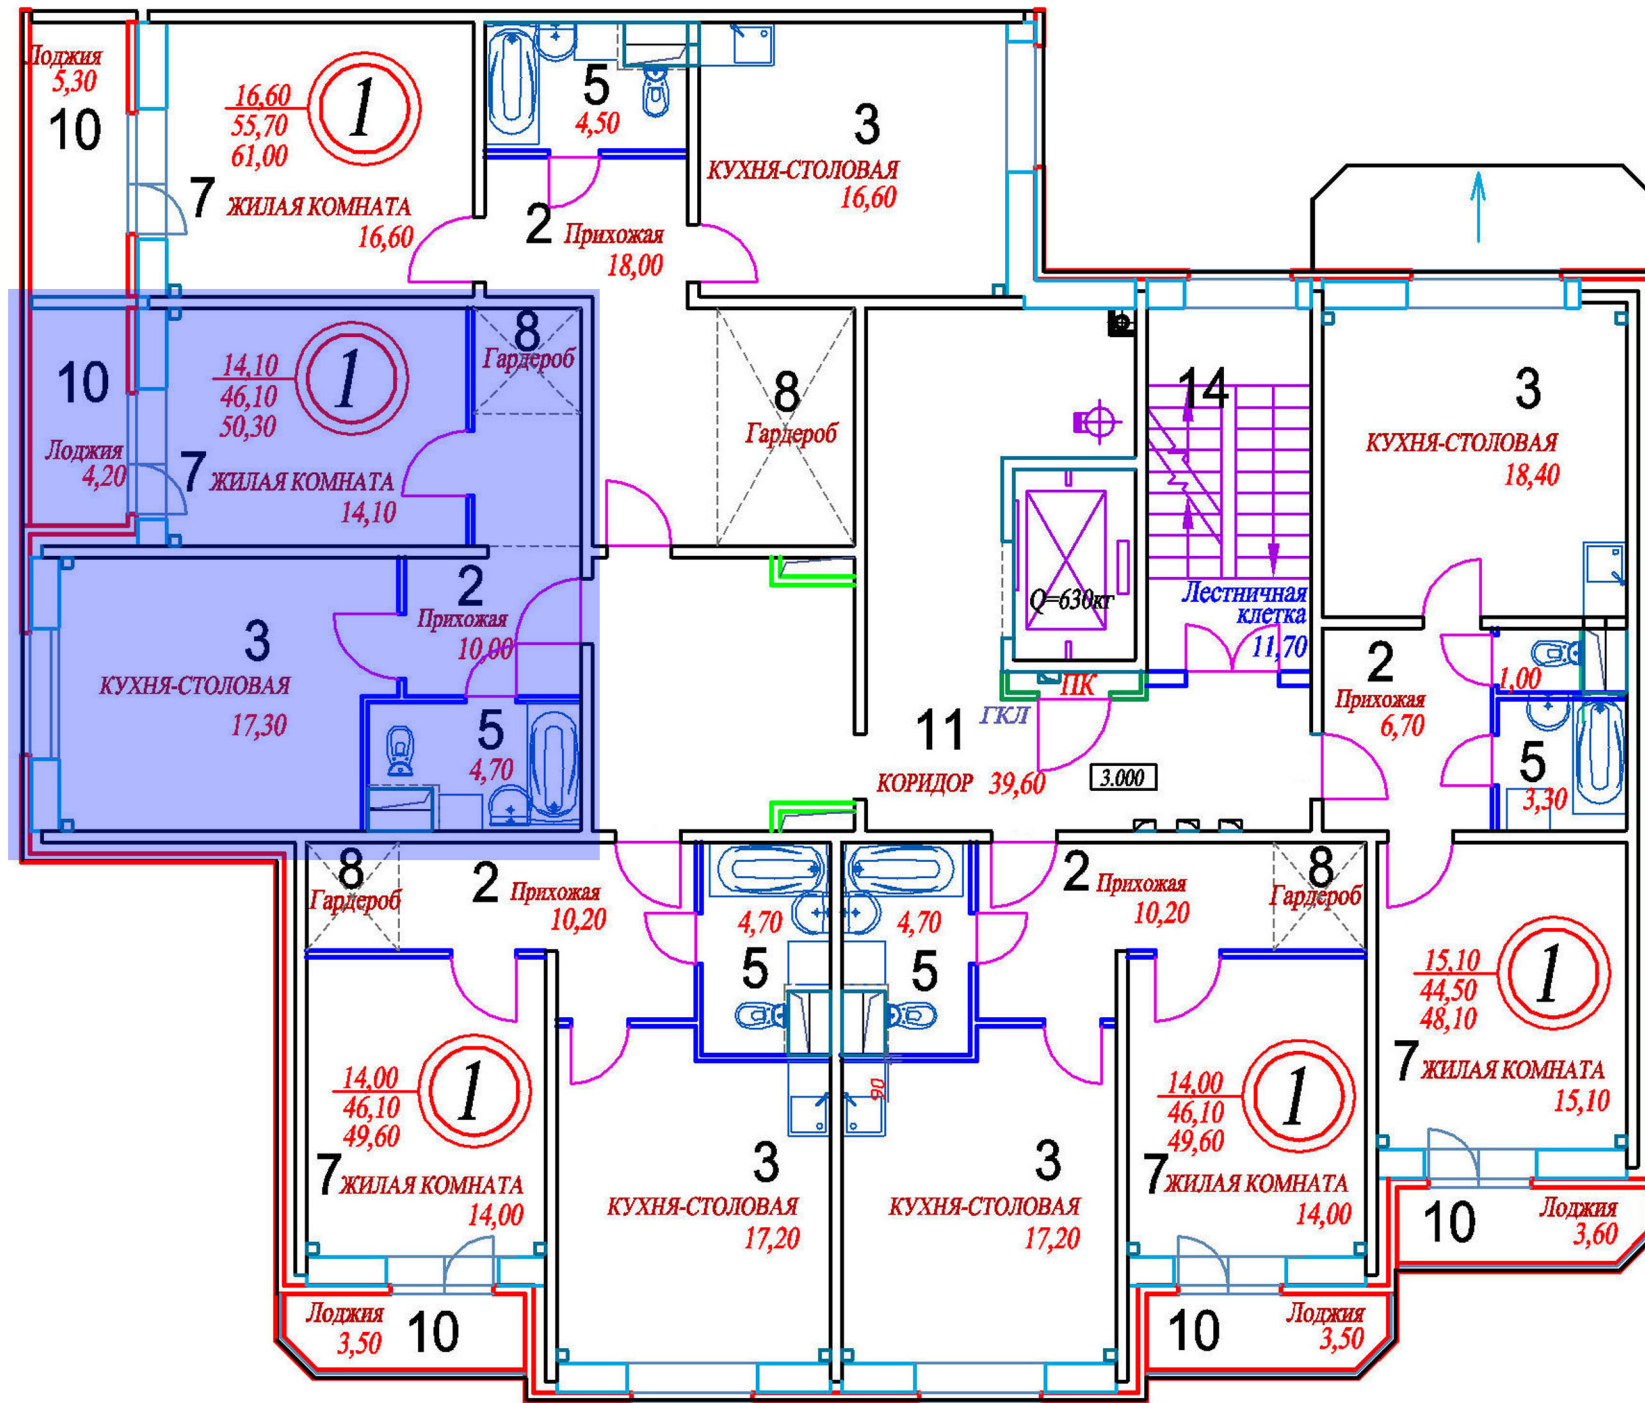 Лоджия
5,30
10
16,60
55,70
61,00
1
7 ЖИЛАЯ КОМНАТА
16,60
5
4,50
2 Прихожая
18,00
3
КУХНЯ-СТОЛОВАЯ
16,60
10
Лоджия
4,20
14,10
46,10
50,30
1
7 ЖИЛАЯ КОМНАТА
14,10
8
Гардероб
8
Гардероб
14
Лестничная
клетка
11,70
Q=630кг
3
КУХНЯ-СТОЛОВАЯ
18,40
3
КУХНЯ-СТОЛОВАЯ
17,30
2
Прихожая
10,00
5
4,70
11
КОРИДОР 39,60
ГКЛ
ПК
3.000
2
Прихожая
6,70
1,00
5
3,30
8
Гардероб
2 Прихожая
10,20
4,70
5
4,70
5
2 Прихожая
10,20
8
Гардероб
14,00
46,10
49,60
1
7 ЖИЛАЯ КОМНАТА
14,00
3
КУХНЯ-СТОЛОВАЯ
17,20
90
3
КУХНЯ-СТОЛОВАЯ
17,20
14,00
46,10
49,60
1
7 ЖИЛАЯ КОМНАТА
14,00
15,10
44,50
48,10
1
7 ЖИЛАЯ КОМНАТА
15,10
10
Лоджия
3,60
Лоджия
3,50
10
10
Лоджия
3,50